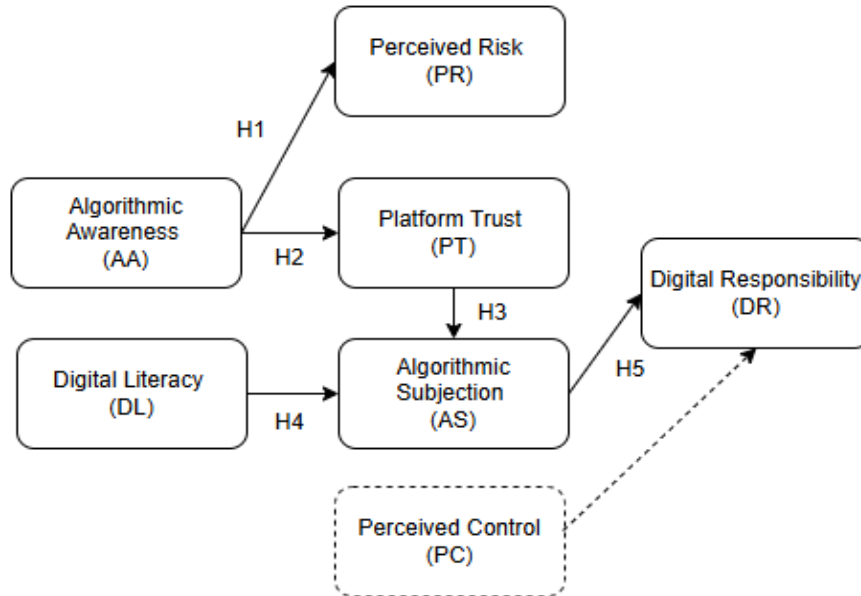 Perceived Risk
(PR)
H1
Algorithmic
Awareness
(AA)
H2
Platform Trust
(PT)
Digital Responsibility
(DR)
H3
Digital Literacy
(DL)
H4
Algorithmic
Subjection
(AS)
H5
Perceived Control
(PC)